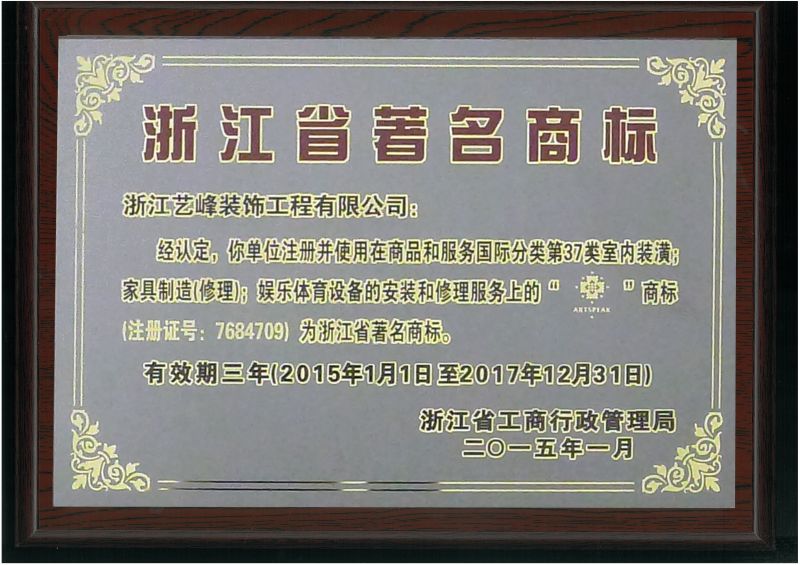 浙江省著名商标
浙江艺峰装饰工程有限公司：
经认定，你单位注册并使用在商品和服务国际分类第37类室内装潢；
家具制造(修理)；娱乐体育设备的安装和修理服务上的“ ARTSPEAK ”商标
(注册证号：7684709) 为浙江省著名商标。
有效期三年(2015年1月1日至2017年12月31日)
浙江省工商行政管理局
二〇一五年一月